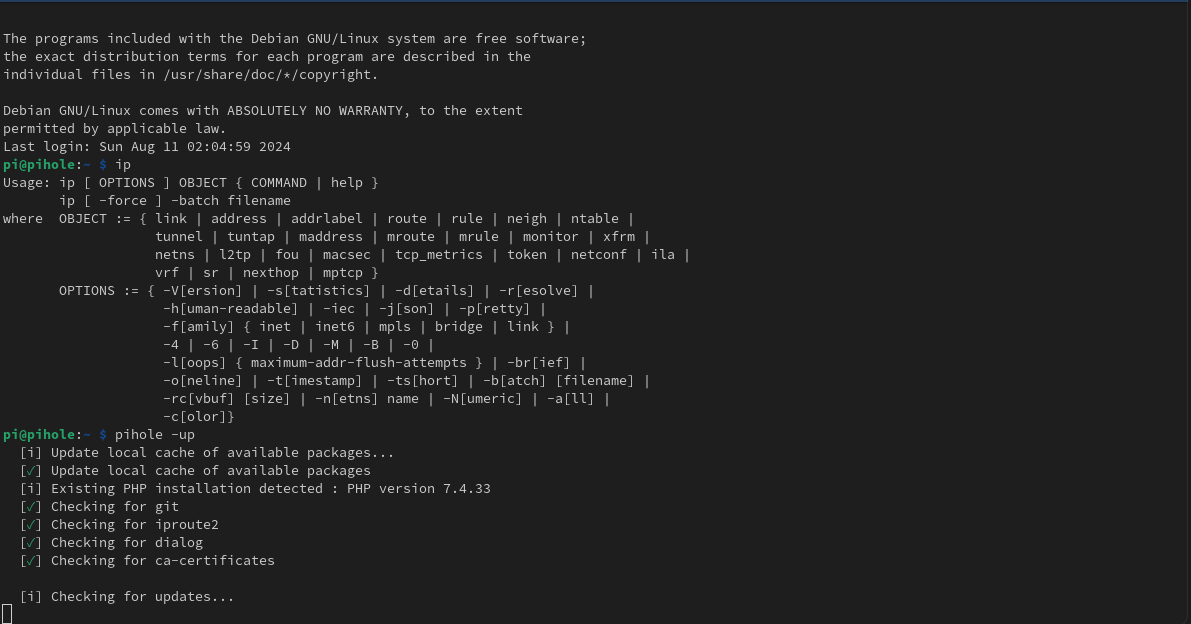 The programs included with the Debian GNU/Linux system are free software;
the exact distribution terms for each program are described in the
individual files in /usr/share/doc/*/copyright.
Debian GNU/Linux comes with ABSOLUTELY NO WARRANTY, to the extent
permitted by applicable law.
Last login: Sun Aug 11 02:04:59 2024
pi@pihole:~ $ ip
Usage: ip [ OPTIONS ] OBJECT { COMMAND | help }
       ip [ -force ] -batch filename
where  OBJECT := { link | address | addrlabel | route | rule | neigh | ntable |
                   tunnel | tuntap | maddress | mroute | mrule | monitor | xfrm |
                   netns | l2tp | fou | macsec | tcp_metrics | token | netconf | ila |
                   vrf | sr | nexthop | mptcp }
       OPTIONS := { -V[ersion] | -s[tatistics] | -d[etails] | -r[esolve] |
                    -h[uman-readable] | -iec | -j[son] | -p[retty] |
                    -f[amily] { inet | inet6 | mpls | bridge | link } |
                    -4 | -6 | -I | -D | -M | -B | -0 |
                    -l[oops] { maximum-addr-flush-attempts } | -br[ief] |
                    -o[neline] | -t[imestamp] | -ts[hort] | -b[atch] [filename] |
                    -rc[vbuf] [size] | -n[etns] name | -N[umeric] | -a[ll] |
                    -c[olor]}
pi@pihole:~ $ pihole -up
  [i] Update local cache of available packages...
  [✓] Update local cache of available packages
  [i] Existing PHP installation detected : PHP version 7.4.33
  [✓] Checking for git
  [✓] Checking for iproute2
  [✓] Checking for dialog
  [✓] Checking for ca-certificates
  [i] Checking for updates...